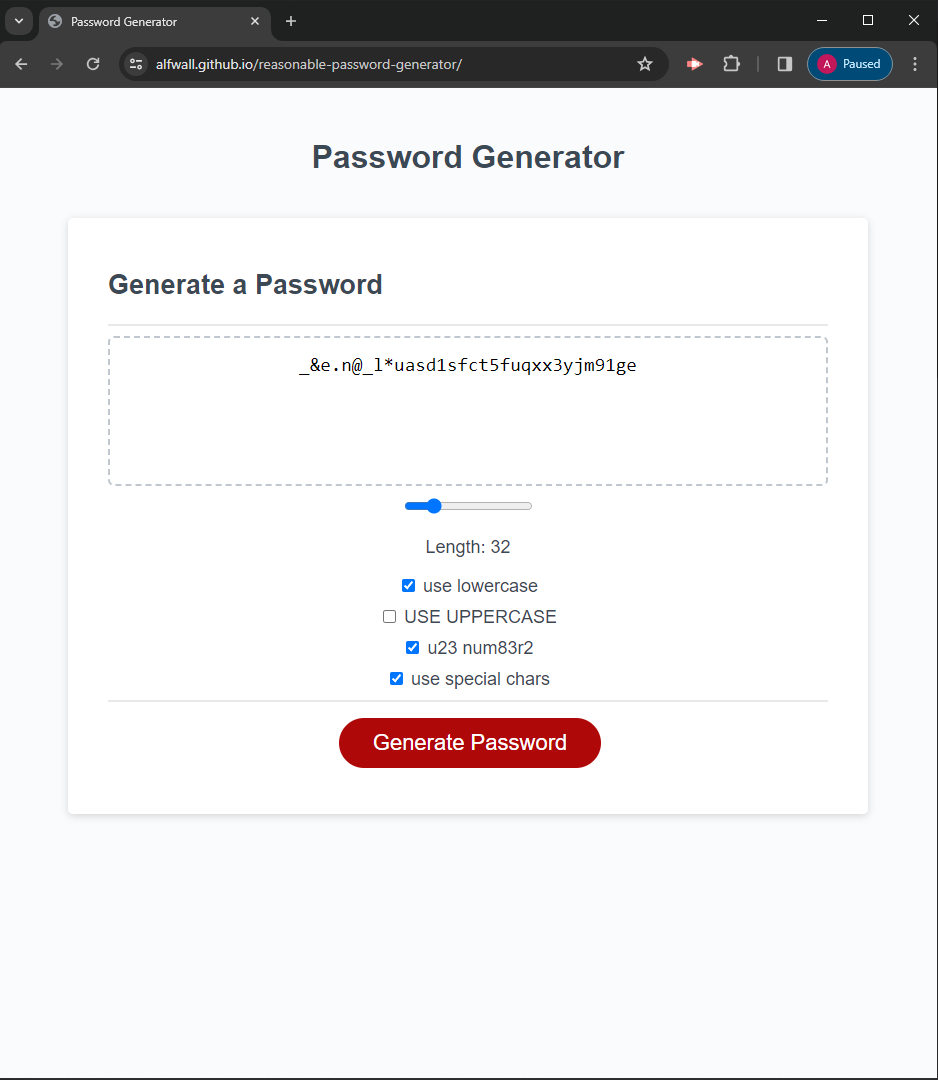 Password Generator
alfwall.github.io/reasonable-password-generator/
A Paused
Password Generator
Generate a Password
_&e.n@_l*uasd1sfct5fuqxx3yjm91ge
Length: 32
use lowercase
USE UPPERCASE
u23 num83r2
use special chars
Generate Password